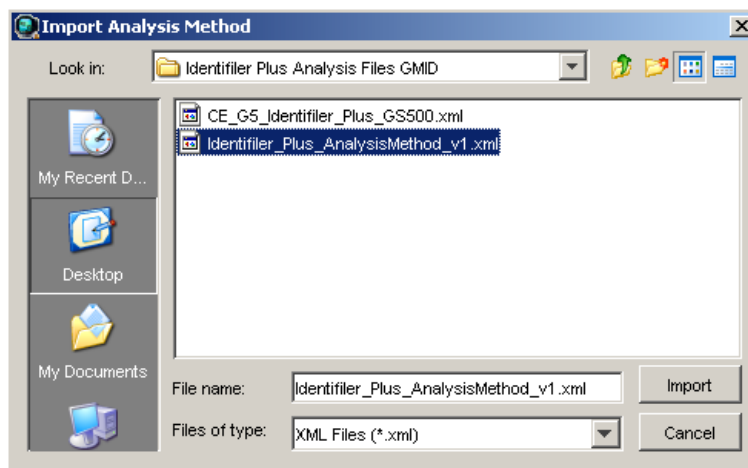 Import Analysis Method
Look in: Identifiler Plus Analysis Files GMID
CE_G5_Identifiler_Plus_GS500.xml
Identifiler_Plus_AnalysisMethod_v1.xml
My Recent D...
Desktop
My Documents
File name: Identifiler_Plus_AnalysisMethod_v1.xml Import
Files of type: XML Files (*.xml) Cancel